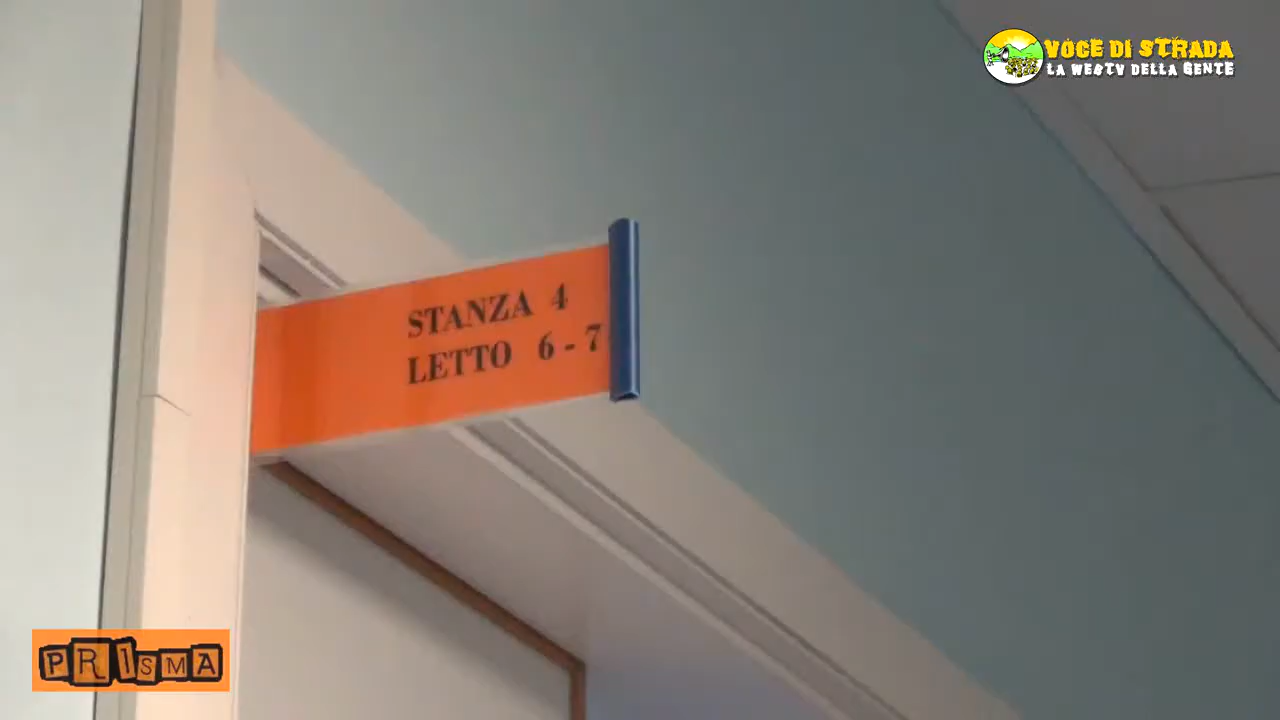 VOCE DI STRADA
LA WEBTV DELLA GENTE
STANZA 4
LETTO 6 - 7
PRISMA